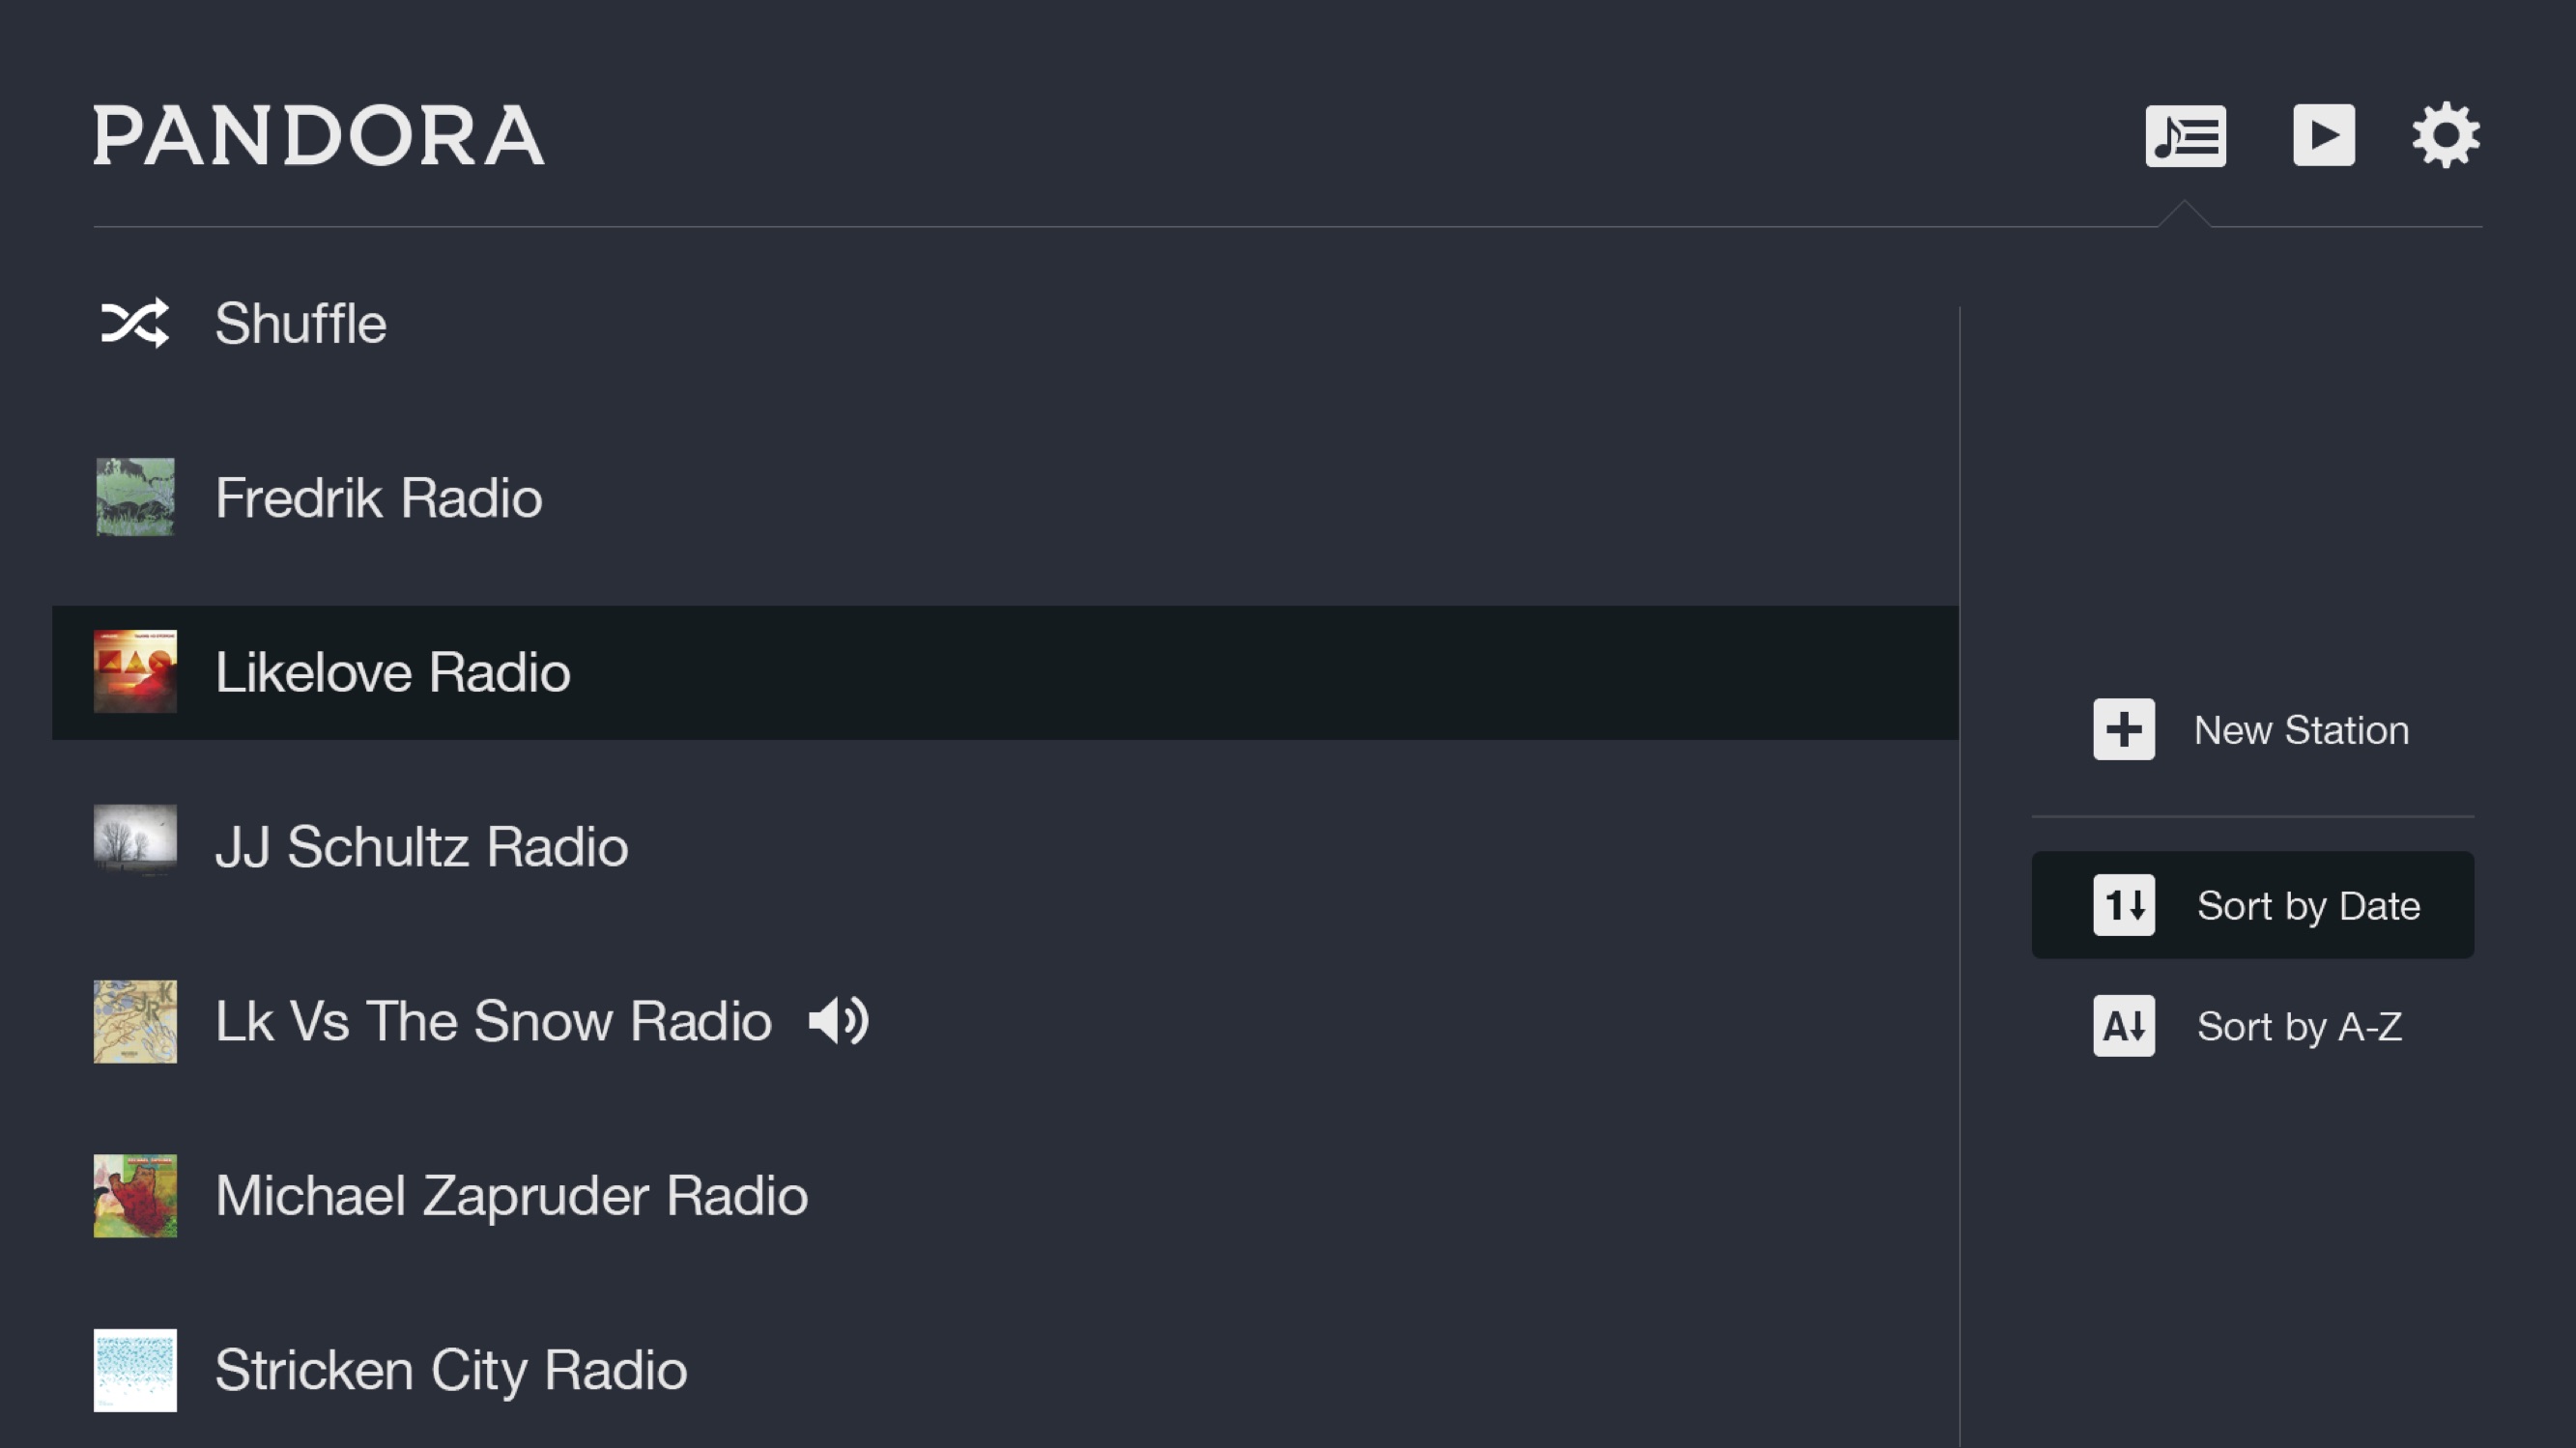 PANDORA
Shuffle
Fredrik Radio
Likelove Radio
JJ Schultz Radio
Lk Vs The Snow Radio
Michael Zapruder Radio
Stricken City Radio
New Station
1 Sort by Date
A Sort by A-Z